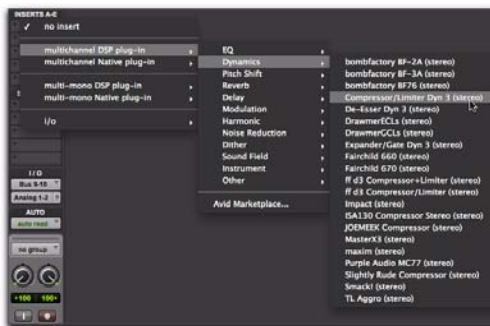 INSERTS A-E
✓ no insert
multichannel DSP plug-in
multichannel Native plug-in
multi-mono DSP plug-in
multi-mono Native plug-in
i/o
EQ
Dynamics
Pitch Shift
Reverb
Delay
Modulation
Harmonic
Noise Reduction
Dither
Sound Field
Instrument
Other
Avid Marketplace...
bombfactory BF-2A (stereo)
bombfactory BF-3A (stereo)
bombfactory BF76 (stereo)
Compressor/Limiter Dyn 3 (stereo)
De-Esser Dyn 3 (stereo)
DrawmerECLs (stereo)
DrawmerGCLs (stereo)
Expander/Gate Dyn 3 (stereo)
Fairchild 660 (stereo)
Fairchild 670 (stereo)
ff d3 Compressor+Limiter (stereo)
ff d3 Compressor/Limiter (stereo)
Impact (stereo)
ISA130 Compressor Stereo (stereo)
JOEMEEK Compressor (stereo)
MasterX3 (stereo)
maxim (stereo)
Purple Audio MC77 (stereo)
Slightly Rude Compressor (stereo)
Smack! (stereo)
TL Aggro (stereo)
I / O
Bus 9-10
Analog 1-2
AUTO
auto read
no group
+100 100+